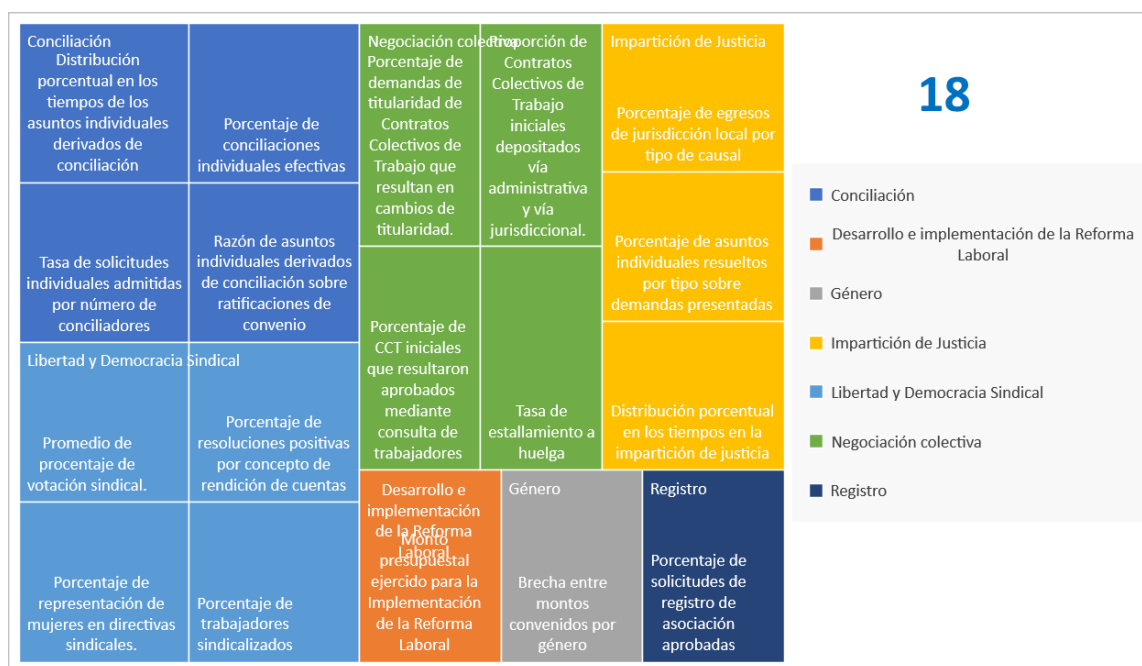 Conciliación
Distribución
porcentual en los
tiempos de los
asuntos individuales
derivados de
conciliación
Porcentaje de
conciliaciones
individuales efectivas
Tasa de solicitudes
individuales admitidas
por número de
conciliadores
Razón de asuntos
individuales derivados
de conciliación sobre
ratificaciones de
convenio
Libertad y Democracia Sindical
Promedio de
procentaje de
votación sindical.
Porcentaje de
resoluciones positivas
por concepto de
rendición de cuentas
Porcentaje de
representación de
mujeres en directivas
sindicales.
Porcentaje de
trabajadores
sindicalizados
Negociación colectiva
Porcentaje de
demandas de
titularidad de
Contratos
Colectivos de
Trabajo que
resultan en
cambios de
titularidad.
Proporción de
Contratos
Colectivos de
Trabajo
iniciales
depositados
vía
administrativa
y vía
jurisdiccional.
Porcentaje de
CCT iniciales
que resultaron
aprobados
mediante
consulta de
trabajadores
Tasa de
estallamiento a
huelga
Impartición de Justicia
Porcentaje de egresos
de jurisdicción local por
tipo de causal
Porcentaje de asuntos
individuales resueltos
por tipo sobre
demandas presentadas
Distribución porcentual
en los tiempos en la
impartición de justicia
Desarrollo e
implementación
de la Reforma
Laboral
Monto
presupuestal
ejercido para la
Implementación
de la Reforma
Laboral
Género
Brecha entre
montos
convenidos por
género
Registro
Porcentaje de
solicitudes de
registro de
asociación
aprobadas
18
Conciliación
Desarrollo e implementación de la Reforma
Laboral
Género
Impartición de Justicia
Libertad y Democracia Sindical
Negociación colectiva
Registro